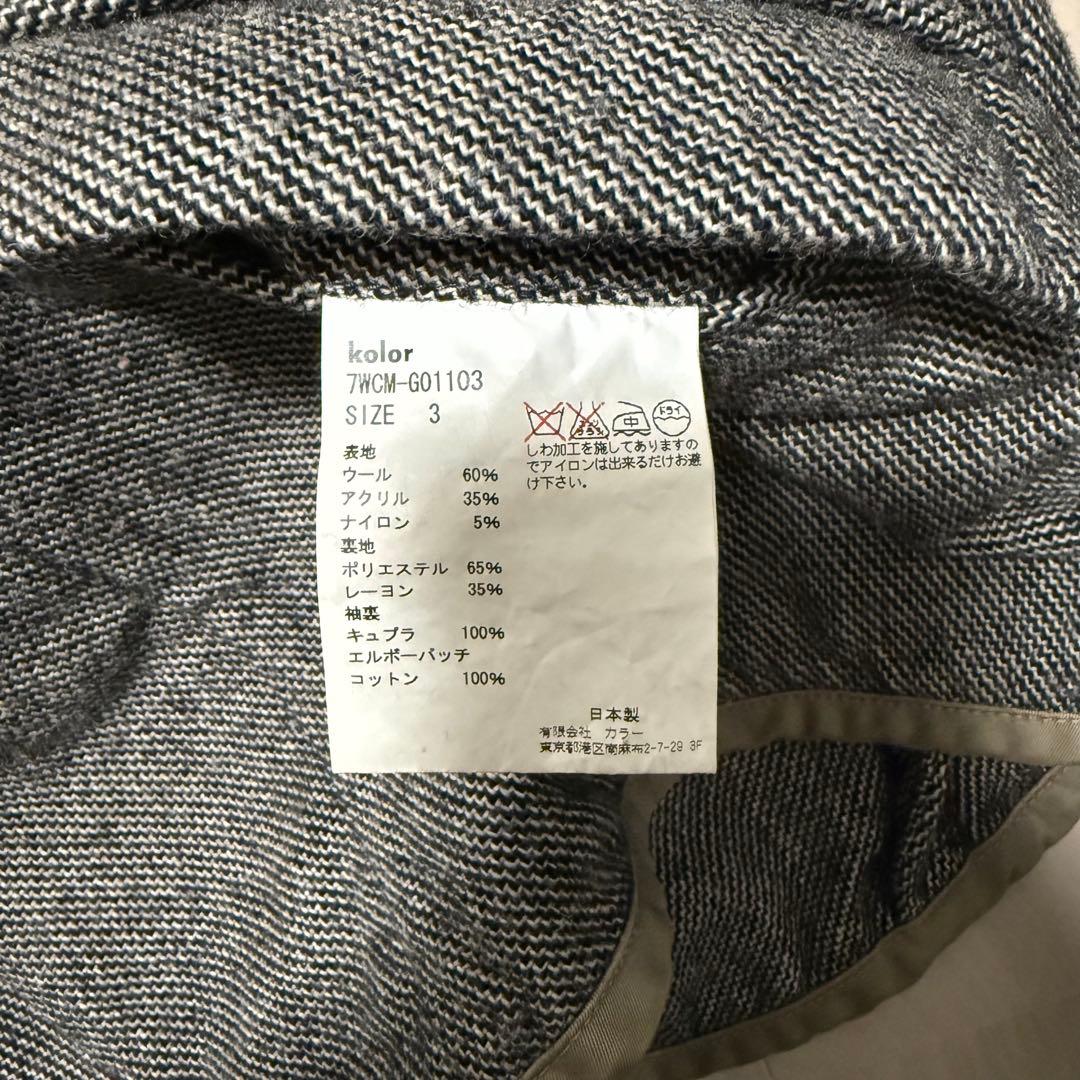 kolor
7WCM-G01103
SIZE 3
表地
ウール 60%
アクリル 35%
ナイロン 5%
裏地
ポリエステル 65%
レーヨン 35%
袖裏
キュプラ 100%
エルボーパッチ
コットン 100%
中
ドライ
しわ加工を施してありますの
でアイロンは出来るだけお避
け下さい。
日本製
有限会社 カラー
東京都港区南麻布2-7-29 3F